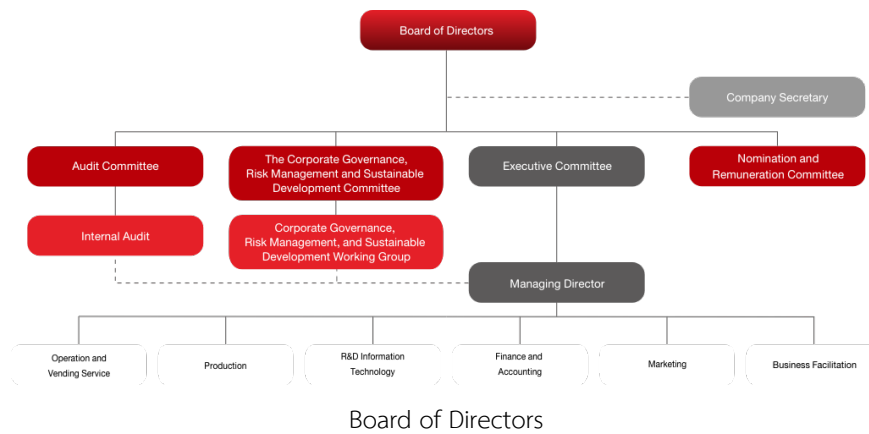 Board of Directors
Company Secretary
Audit Committee
The Corporate Governance,
Risk Management and Sustainable
Development Committee
Executive Committee
Nomination and
Remuneration Committee
Internal Audit
Corporate Governance,
Risk Management, and Sustainable
Development Working Group
Managing Director
Operation and
Vending Service
Production
R&D Information
Technology
Finance and
Accounting
Marketing
Business Facilitation
Board of Directors